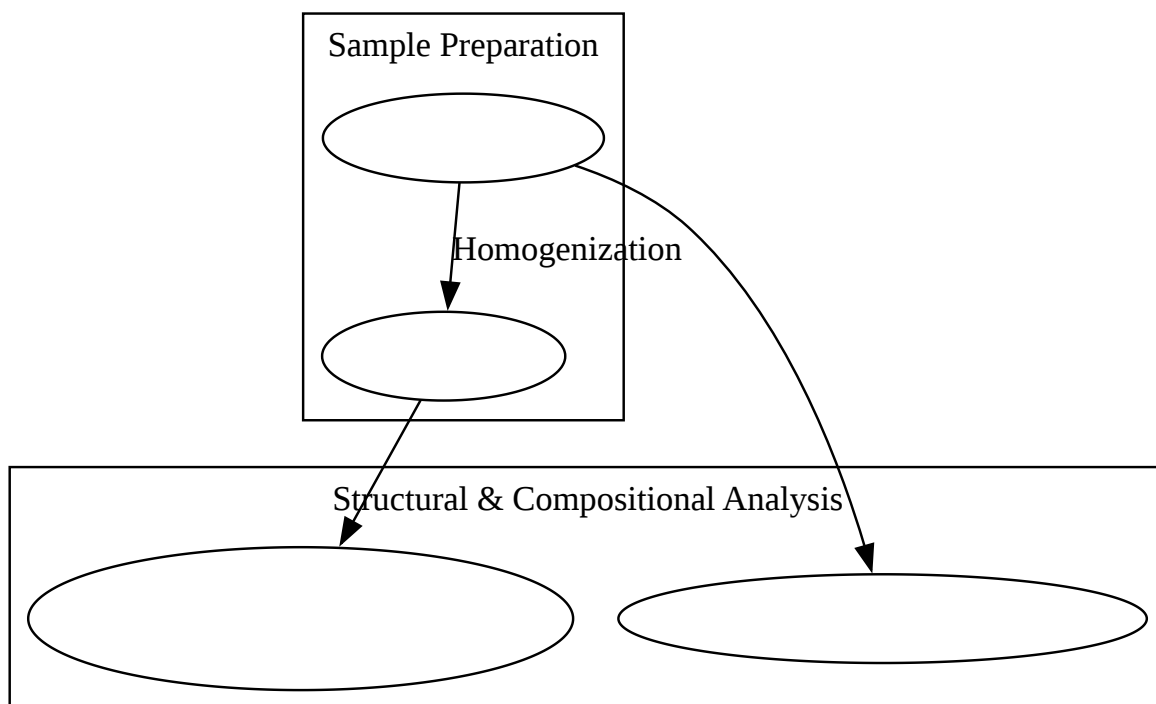 Sample Preparation
Homogenization
Structural & Compositional Analysis